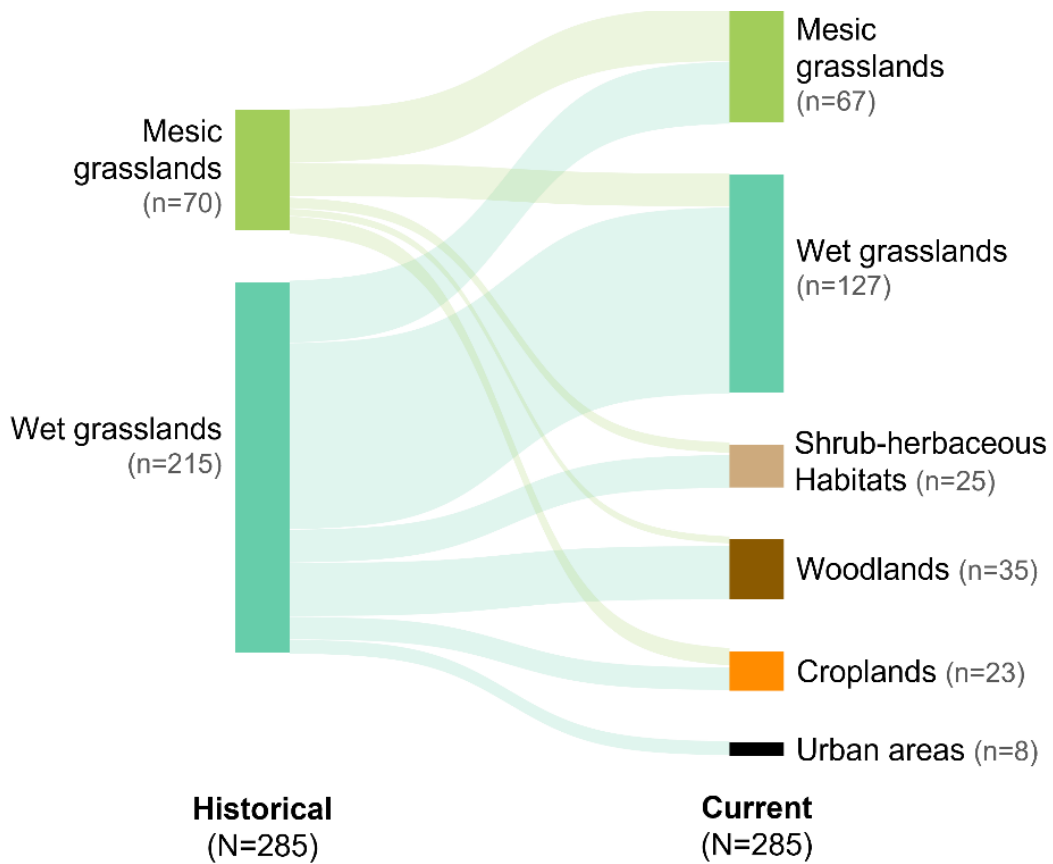 Mesic
grasslands
(n=70)
Wet grasslands
(n=215)
Mesic
grasslands
(n=67)
Wet grasslands
(n=127)
Shrub-herbaceous
Habitats (n=25)
Woodlands (n=35)
Croplands (n=23)
Urban areas (n=8)
Historical
(N=285)
Current
(N=285)